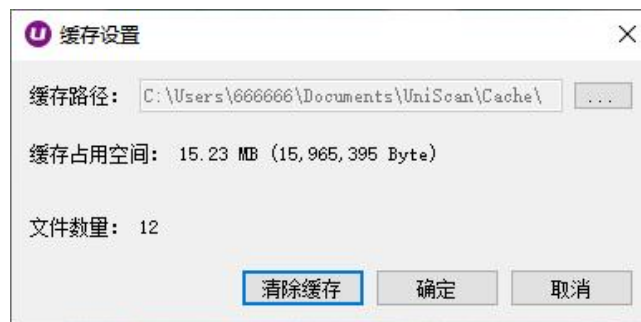 缓存设置
缓存路径： C:\Users\666666\Documents\UniScan\Cache\ ...
缓存占用空间： 15.23 MB (15,965,395 Byte)
文件数量： 12
清除缓存 确定 取消